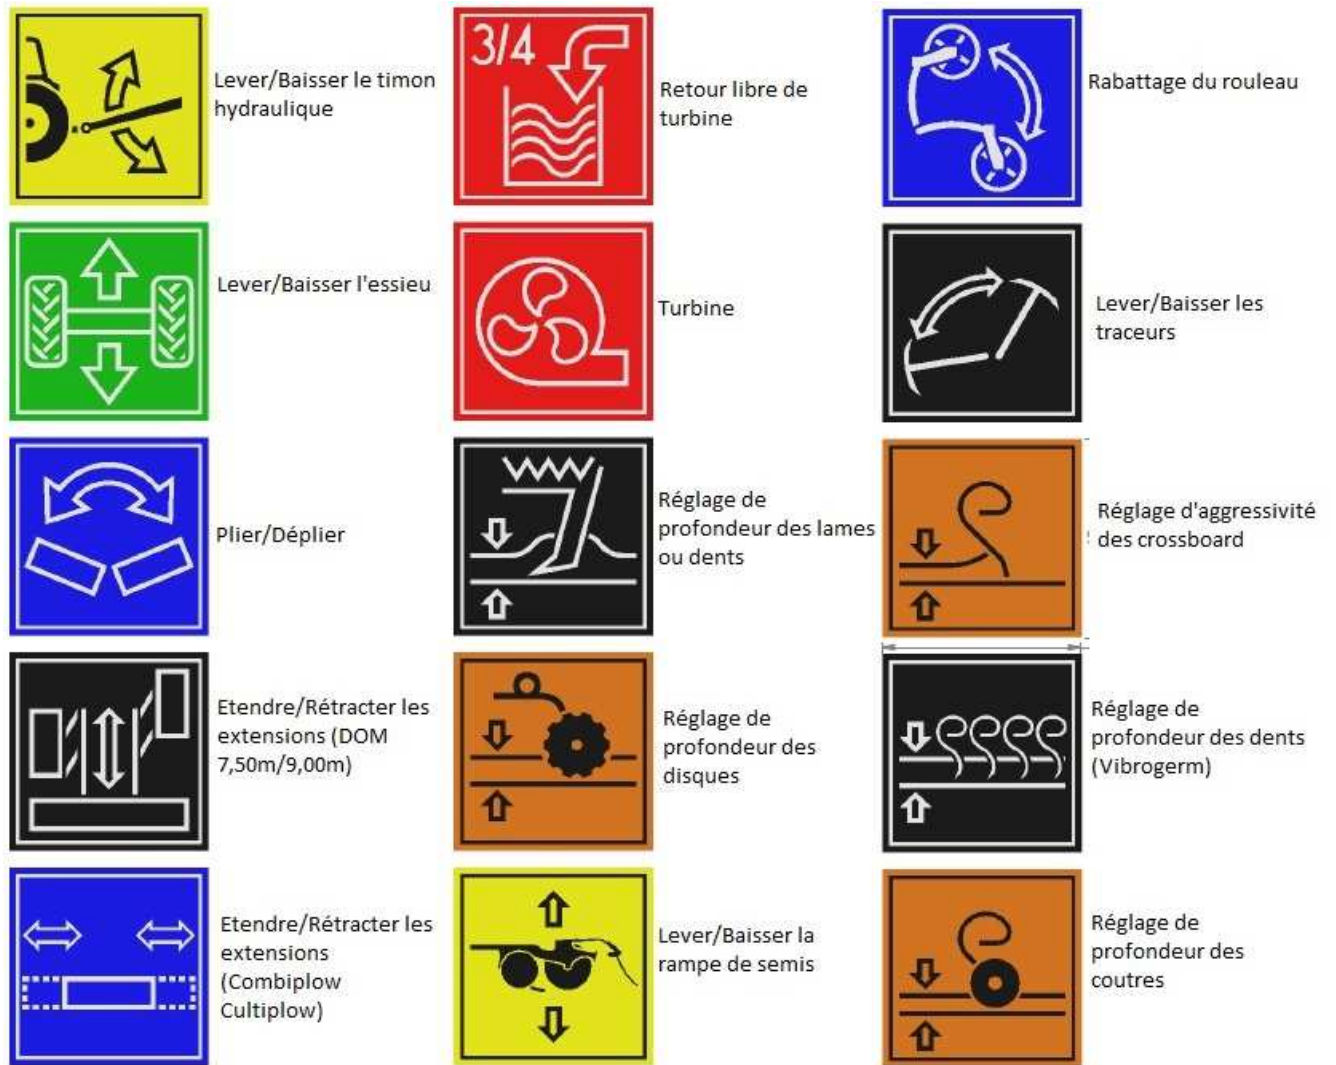 Lever/Baisser le timon
hydraulique
3/4
Retour libre de
turbine
Rabattage du rouleau
Lever/Baisser l'essieu
Turbine
Lever/Baisser les
traceurs
Plier/Déplier
Réglage de
profondeur des lames
ou dents
Réglage d'aggressivité
des crossboard
Etendre/Rétracter les
extensions (DOM
7,50m/9,00m)
Réglage de
profondeur des
disques
Réglage de
profondeur des dents
(Vibrogerm)
Etendre/Rétracter les
extensions
(Combiplow
Cultiplow)
Lever/Baisser la
rampe de semis
Réglage de
profondeur des
coutres